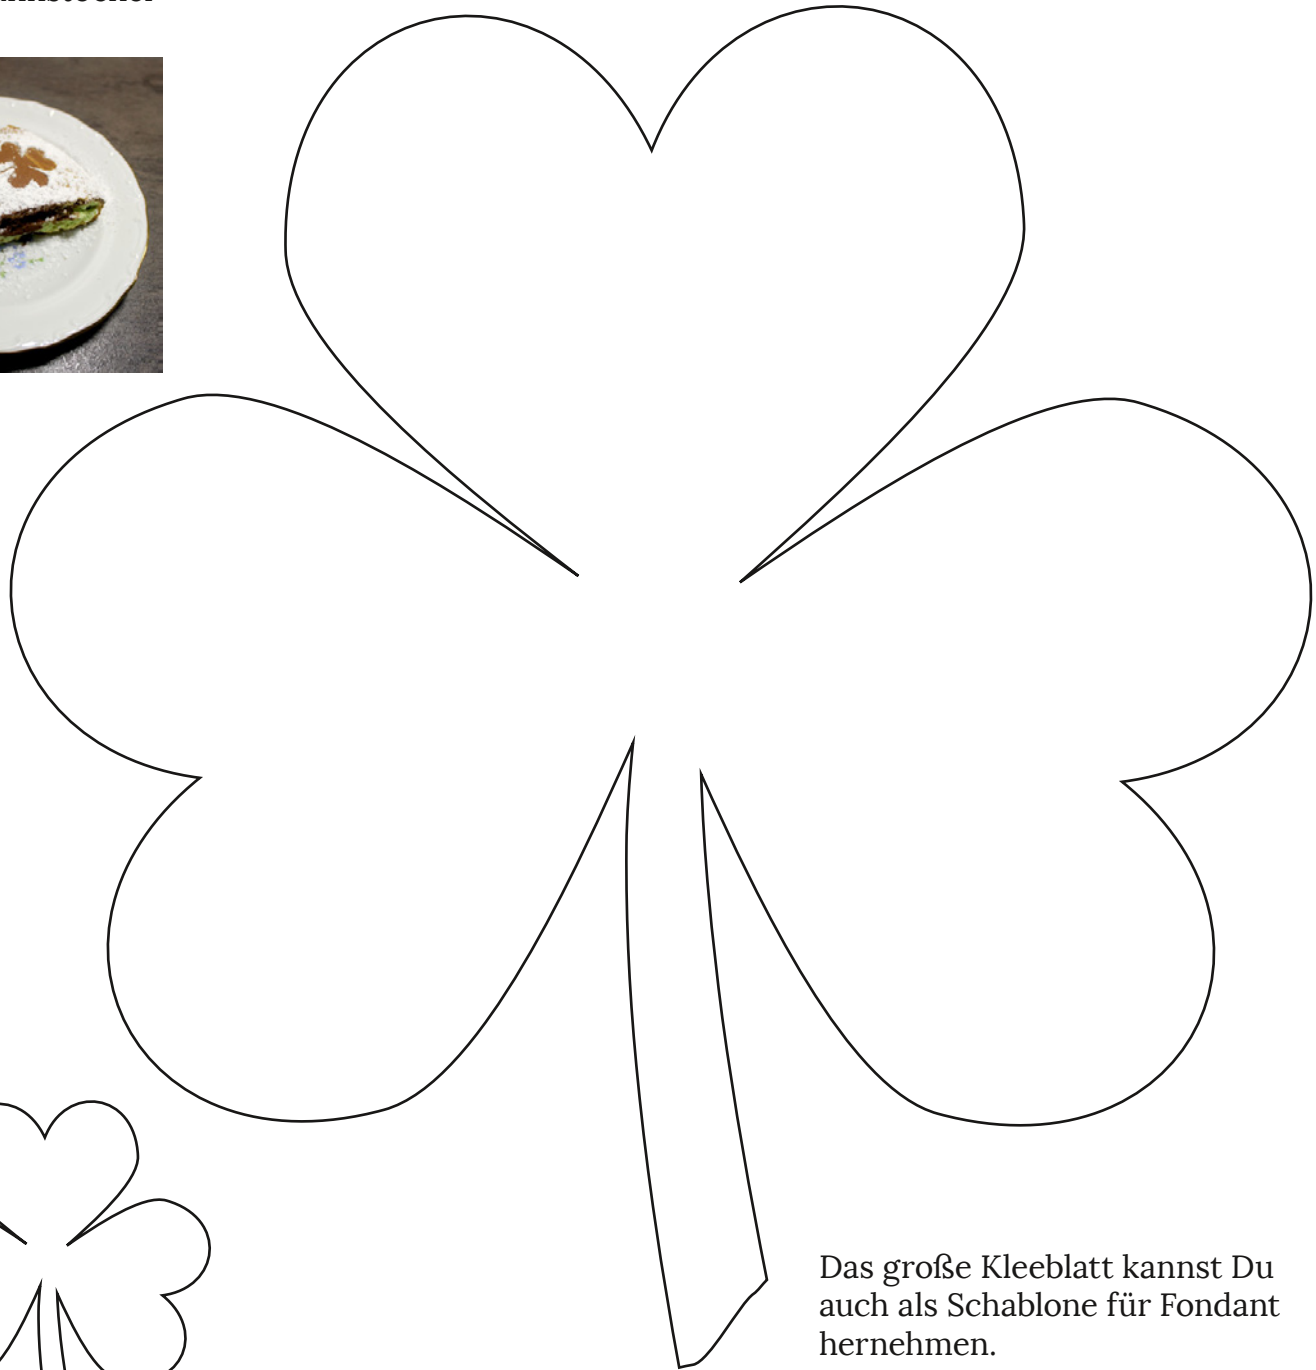 Das große Kleeblatt kannst Du
auch als Schablone für Fondant
hernehmen.